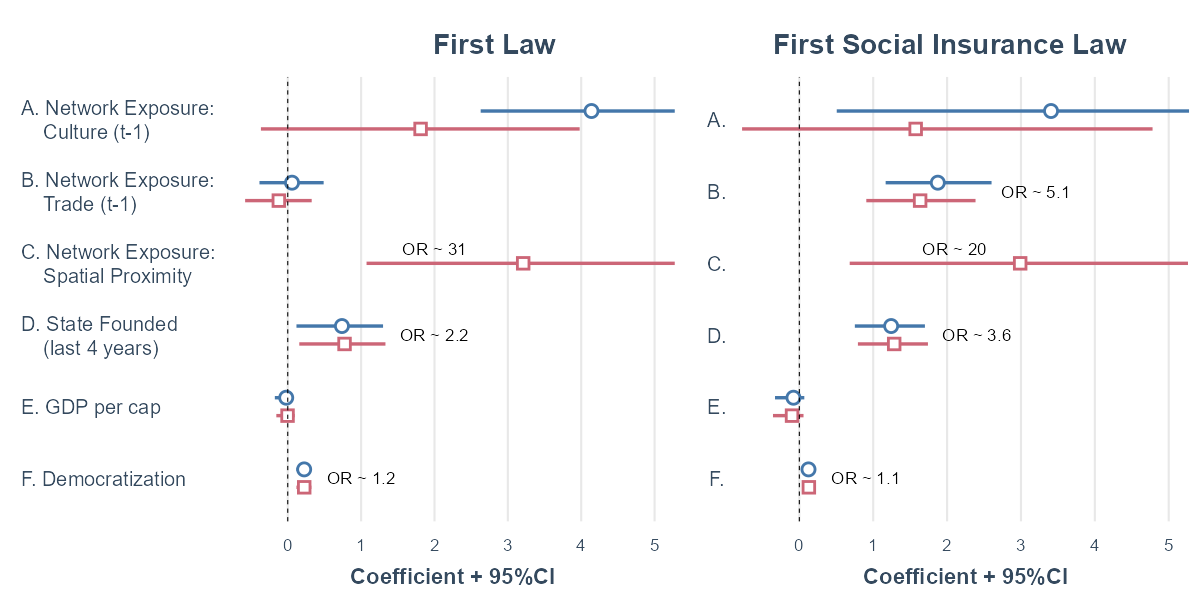 First Law
First Social Insurance Law
A. Network Exposure:
Culture (t-1)
A.
B. Network Exposure:
Trade (t-1)
B.
OR ~ 5.1
C. Network Exposure:
Spatial Proximity
OR ~ 31
C.
OR ~ 20
D. State Founded
(last 4 years)
OR ~ 2.2
D.
OR ~ 3.6
E. GDP per cap
E.
F. Democratization
OR ~ 1.2
F.
OR ~ 1.1
0 1 2 3 4 5
0 1 2 3 4 5
Coefficient + 95%CI
Coefficient + 95%CI